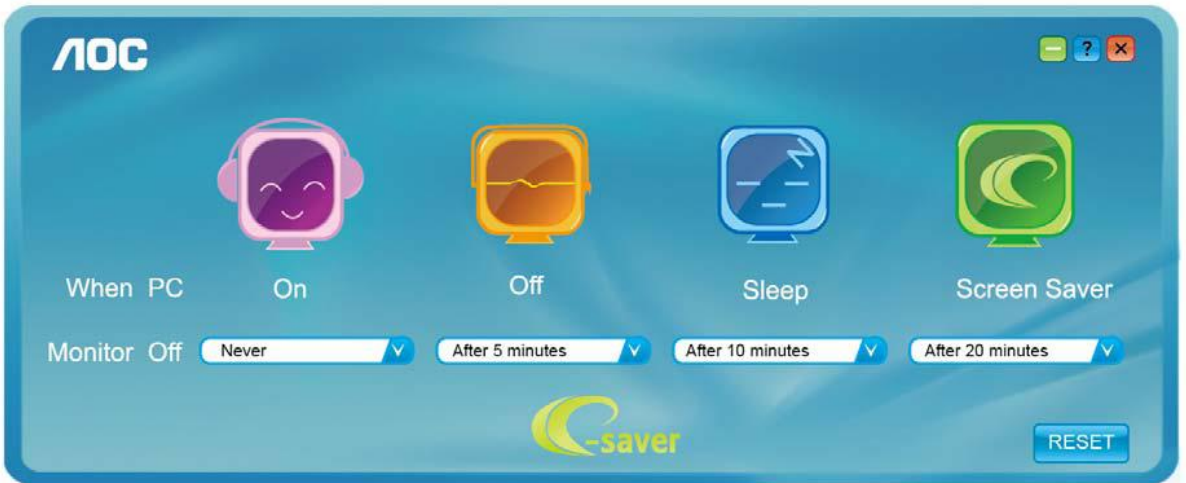 AOC
?
When PC On Off Sleep Screen Saver
Monitor Off Never After 5 minutes After 10 minutes After 20 minutes
e-saver
RESET